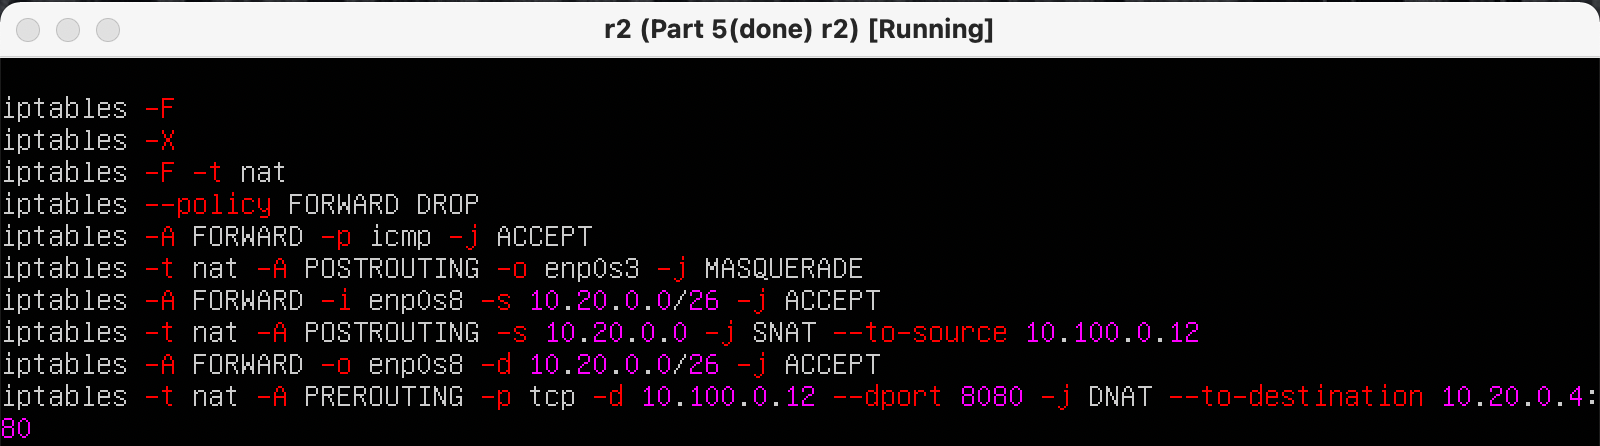 r2 (Part 5(done) r2) [Running]
iptables -F
iptables -X
iptables -F -t nat
iptables --policy FORWARD DROP
iptables -A FORWARD -p icmp -j ACCEPT
iptables -t nat -A POSTROUTING -o enp0s3 -j MASQUERADE
iptables -A FORWARD -i enp0s8 -s 10.20.0.0/26 -j ACCEPT
iptables -t nat -A POSTROUTING -s 10.20.0.0 -j SNAT --to-source 10.100.0.12
iptables -A FORWARD -o enp0s8 -d 10.20.0.0/26 -j ACCEPT
iptables -t nat -A PREROUTING -p tcp -d 10.100.0.12 --dport 8080 -j DNAT --to-destination 10.20.0.4:
80